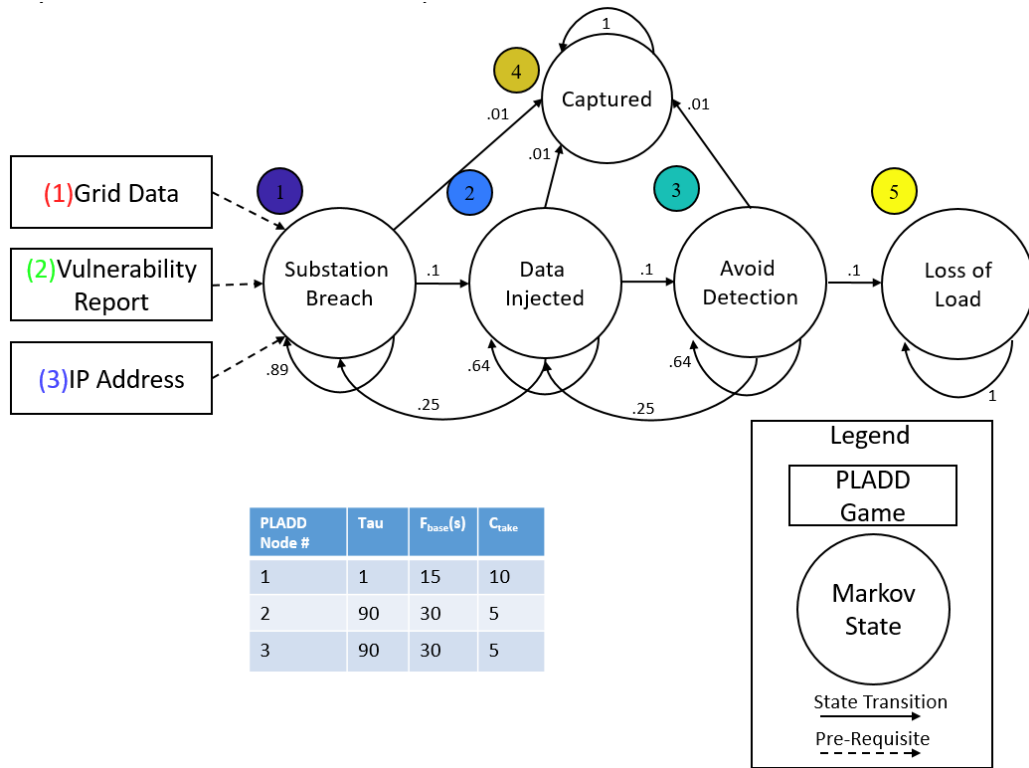 1
4
Captured
.01
.01
.01
(1)Grid Data
1
2
3
5
(2)Vulnerability
Report
Substation
Breach
.1
Data
Injected
.1
Avoid
Detection
.1
Loss of
Load
(3)IP Address
.89
.64
.64
.25
.25
1
Legend
PLADD
Game
Markov
State
State Transition
Pre-Requisite
PLADD Node # Tau Fbase(s) Ctake
1 1 15 10
2 90 30 5
3 90 30 5